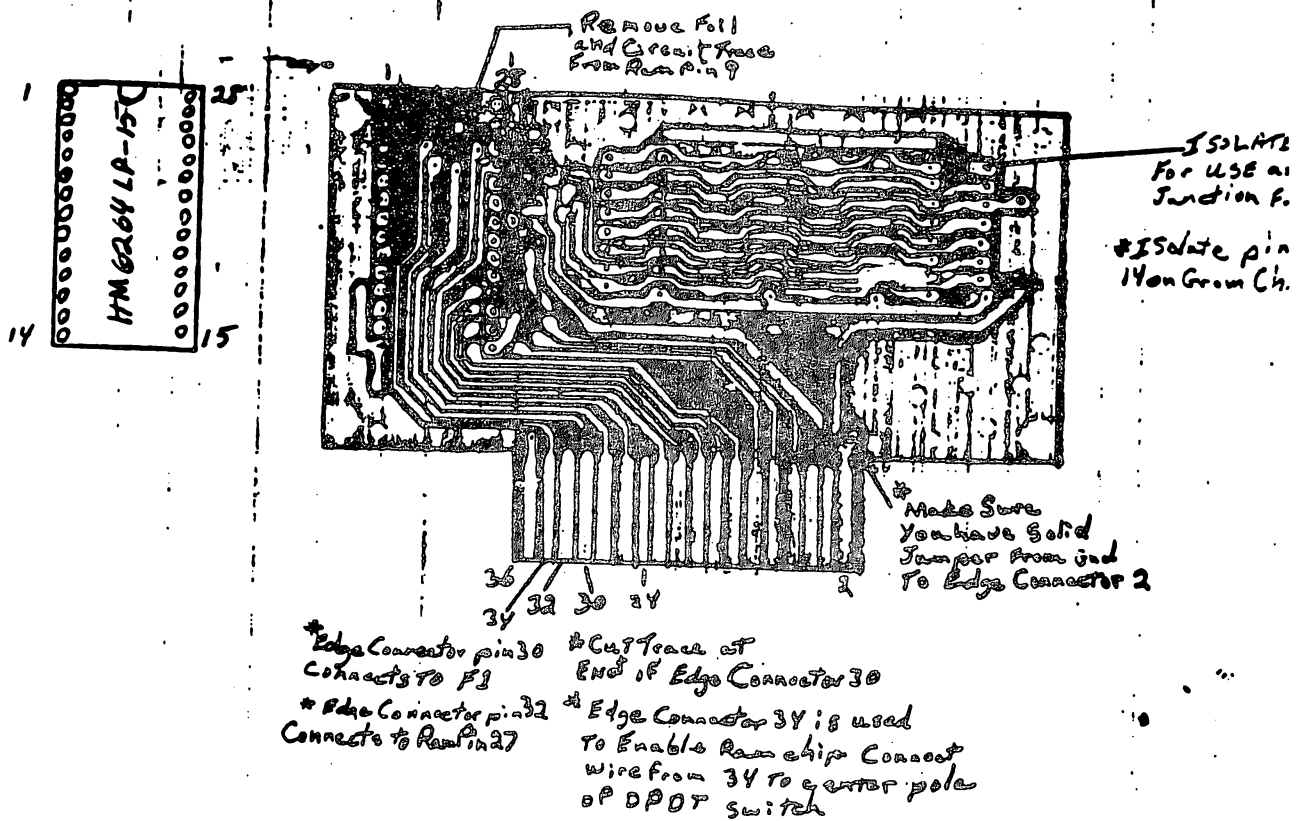 Remove Foil
and Circuit Trace
From Ram Pin 9
28
1
28
HM6264LP-15
14
15
ISOLATE
For USE as
Junction F.
*ISolate pin
14 on Grom Ch.
*Make Sure
You have Solid
Jumper From
To Edge Connector 2
36
34
32
30
24
2
*Edge Connector pin 30
Connects To F1
*Edge Connector pin 32
Connects to Ram Pin 27
*Cut Trace at
End of Edge Connector 30
*Edge Connector 34 is used
To Enable Ram chip Connect
wire from 34 To center pole
of DPDT Switch